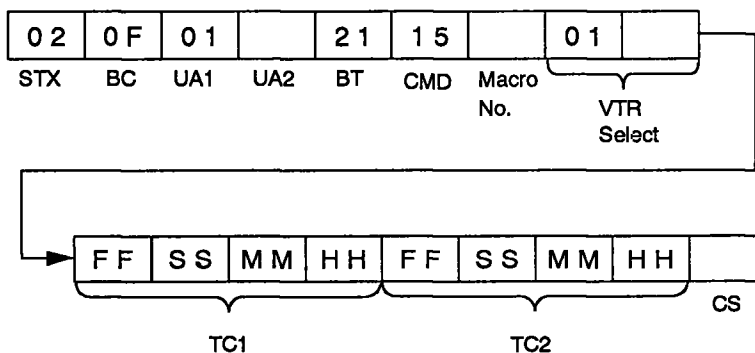 02 0F 01 21 15 01
STX BC UA1 UA2 BT CMD Macro No. VTR Select
FF SS MM HH FF SS MM HH
TC1 TC2 CS